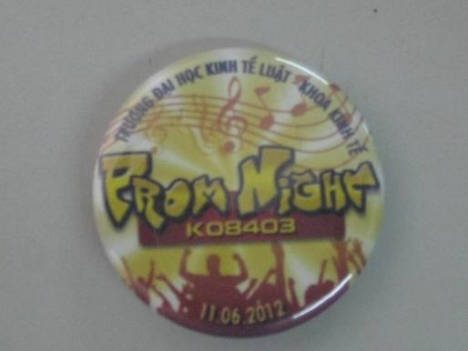 TRƯỜNG ĐẠI HỌC KINH TẾ LUẬT - KHOA KINH TẾ
PROM NIGHT
K08403
11.06.2012